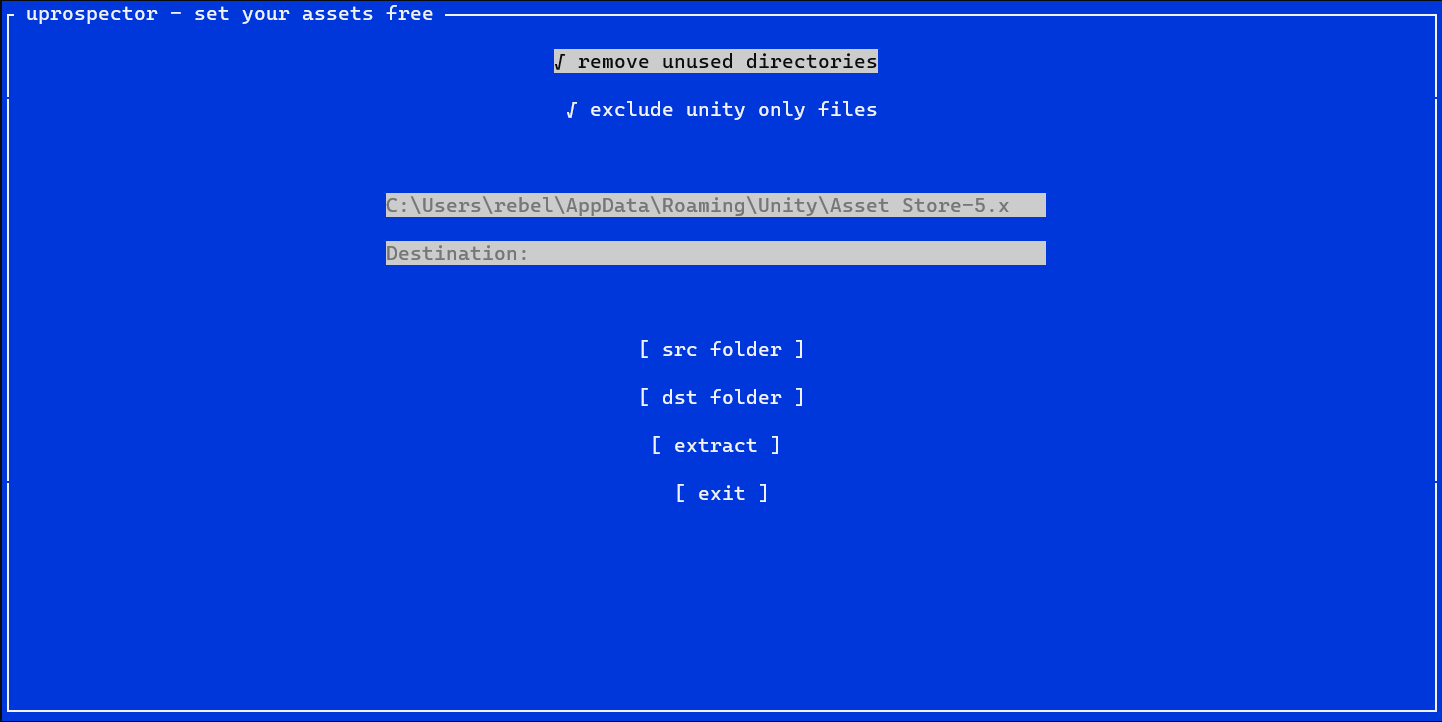 uprospector - set your assets free
√ remove unused directories
√ exclude unity only files
C:\Users\rebel\AppData\Roaming\Unity\Asset Store-5.x
Destination:
[ src folder ]
[ dst folder ]
[ extract ]
[ exit ]